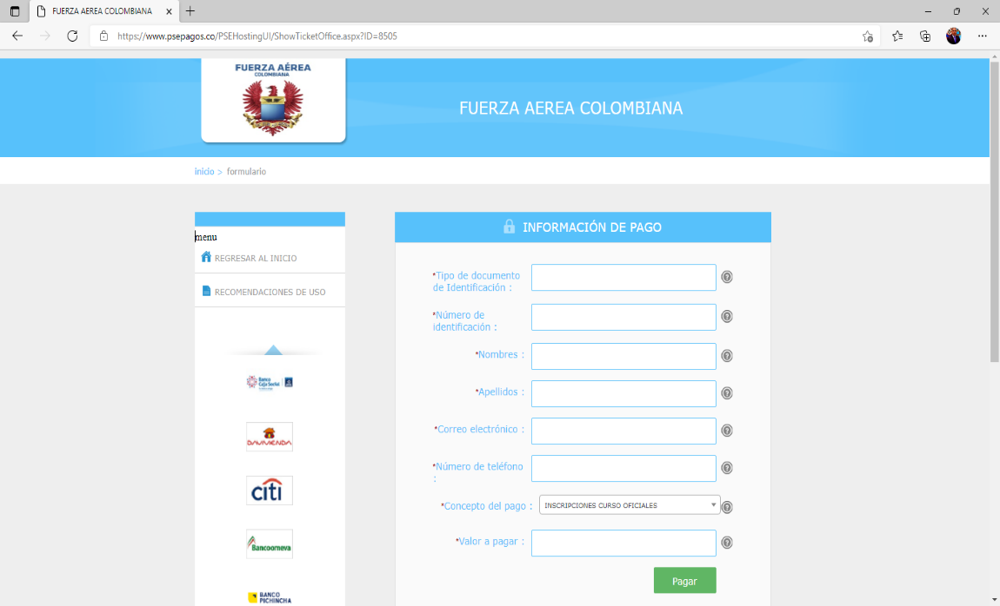 FUERZA AEREA COLOMBIANA
https://www.psepagos.co/PSEHostingUI/ShowTicketOffice.aspx?ID=8505
FUERZA AÉREA
COLOMBIANA
FUERZA AEREA COLOMBIANA
inicio > formulario
menu
REGRESAR AL INICIO
RECOMENDACIONES DE USO
Banco
Caja Social
DAVIVIENDA
citi
Bancoomeva
BANCO
PICHINCHA
INFORMACIÓN DE PAGO
*Tipo de documento
de Identificación :
*Número de
identificación :
*Nombres :
*Apellidos :
*Correo electrónico :
*Número de teléfono
:
*Concepto del pago : INSCRIPCIONES CURSO OFICIALES
*Valor a pagar :
Pagar